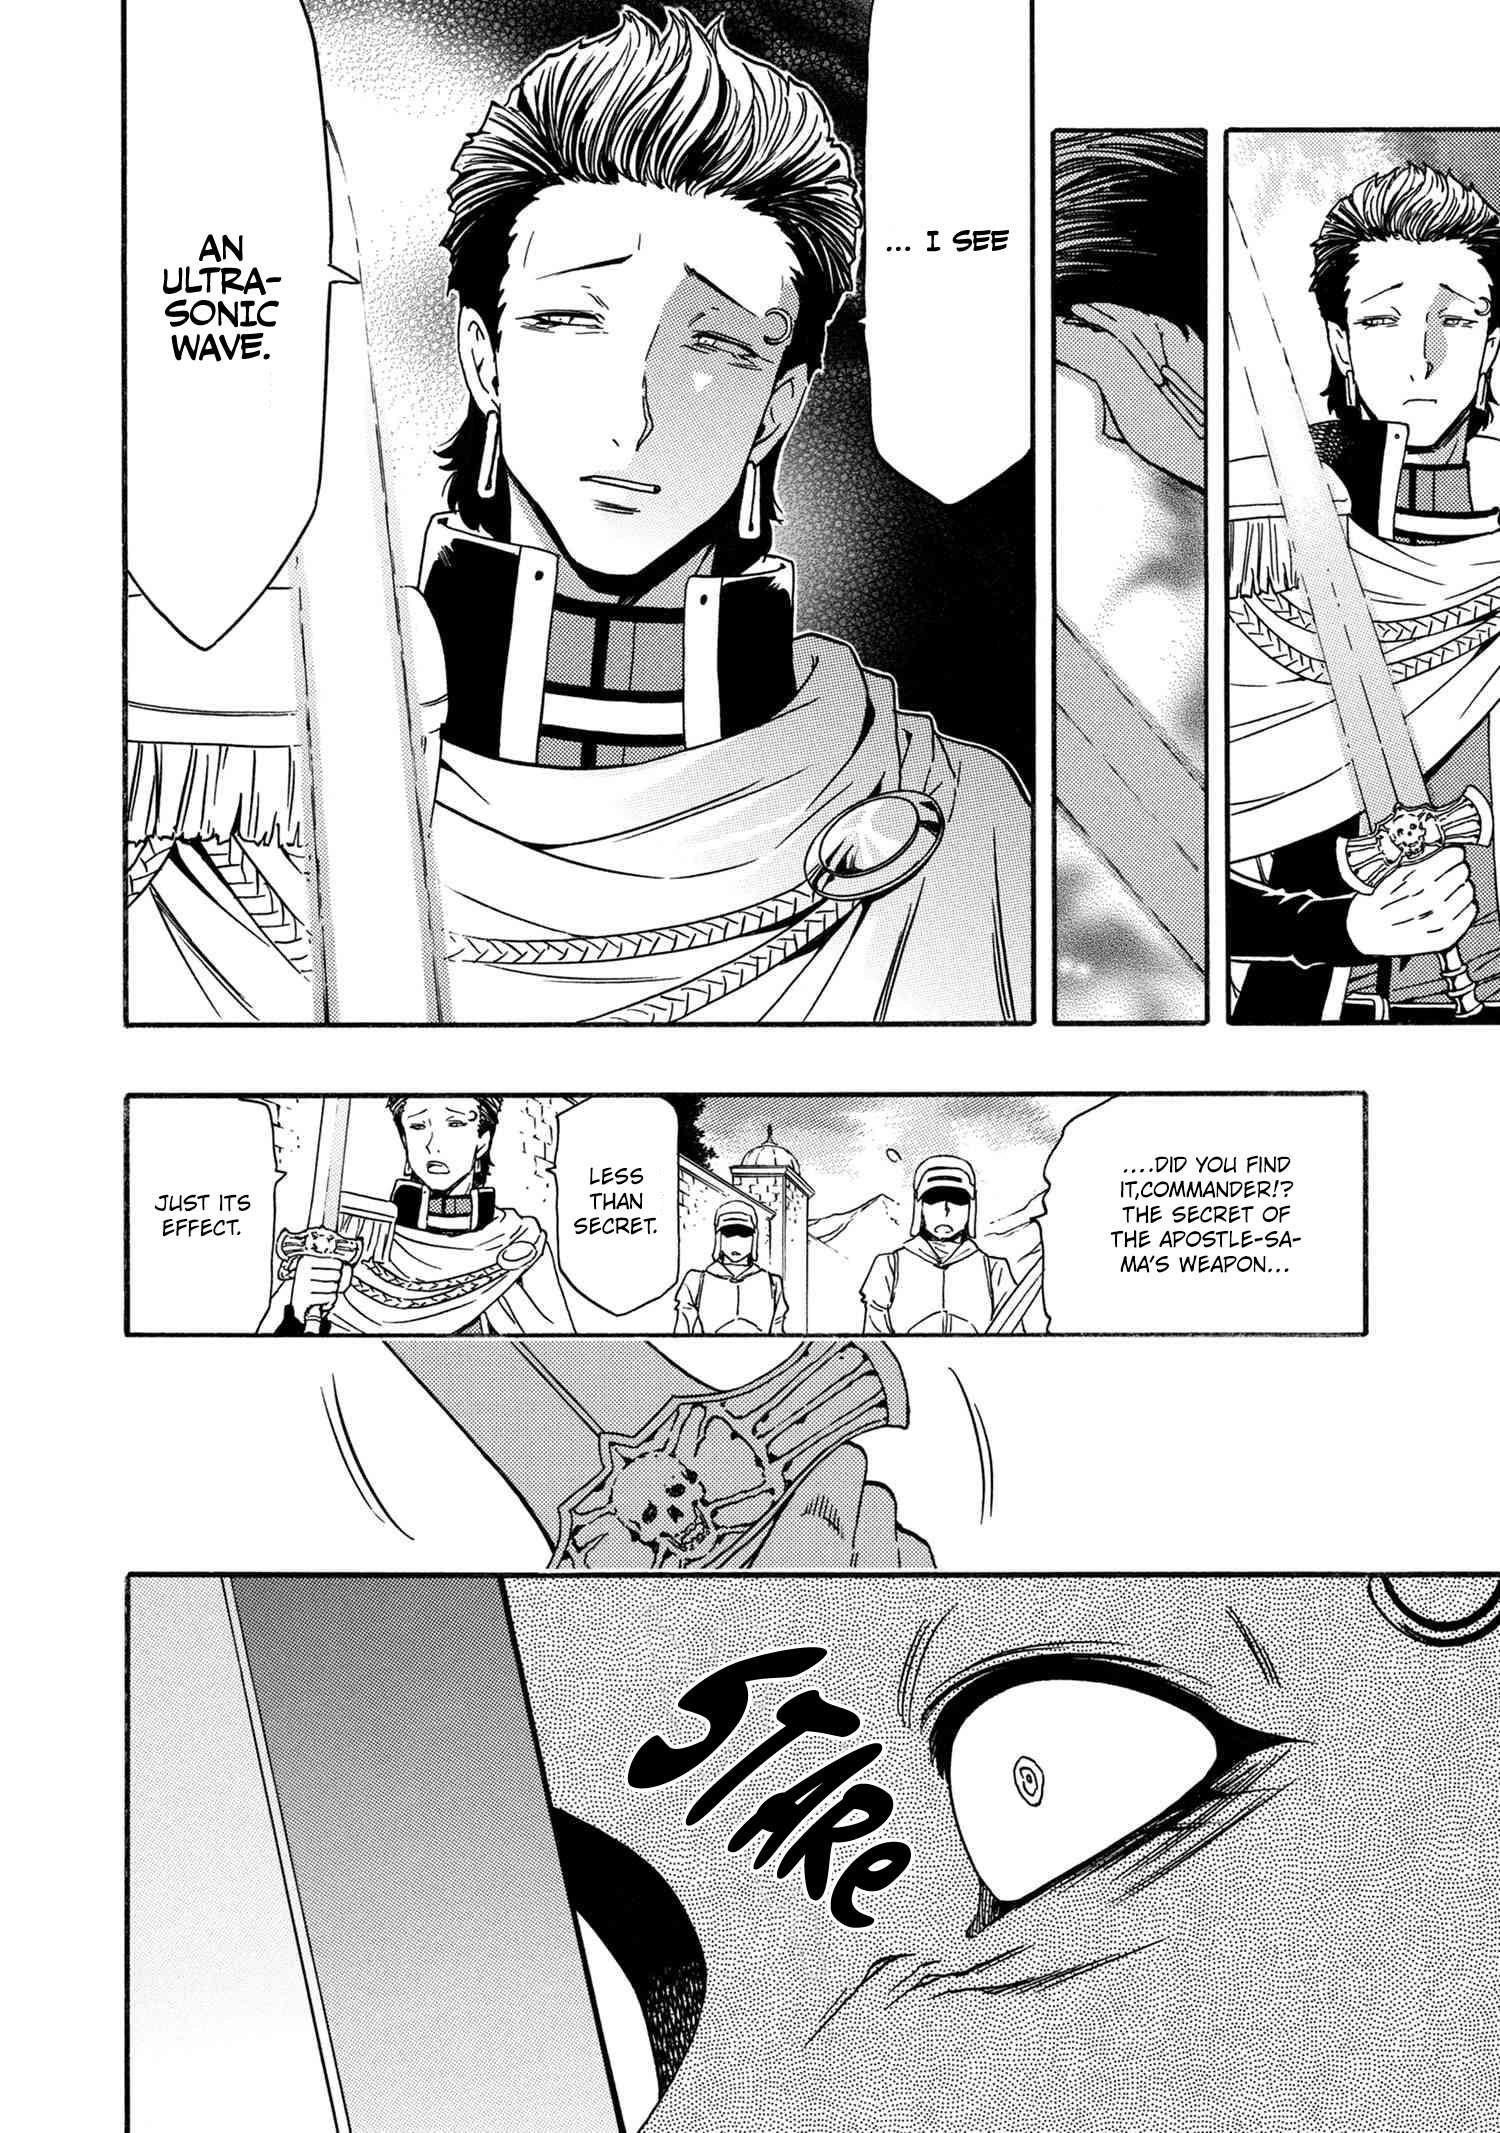 ... I SEE
AN
ULTRA-
SONIC
WAVE.
....DID YOU FIND
IT,COMMANDER!?
THE SECRET OF
THE APOSTLE-SA-
MA'S WEAPON...
LESS
THAN
SECRET.
JUST ITS
EFFECT.
STARE